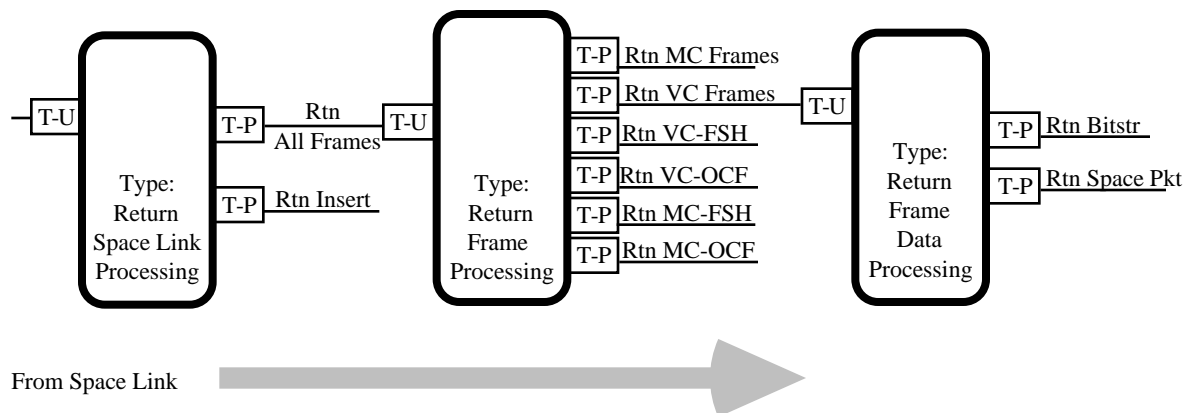 T-U
Type:
Return
Space Link
Processing
T-P
Rtn
All Frames
T-P
Rtn Insert
T-U
Type:
Return
Frame
Processing
T-P
Rtn MC Frames
T-P
Rtn VC Frames
T-P
Rtn VC-FSH
T-P
Rtn VC-OCF
T-P
Rtn MC-FSH
T-P
Rtn MC-OCF
T-U
Type:
Return
Frame
Data
Processing
T-P
Rtn Bitstr
T-P
Rtn Space Pkt
From Space Link